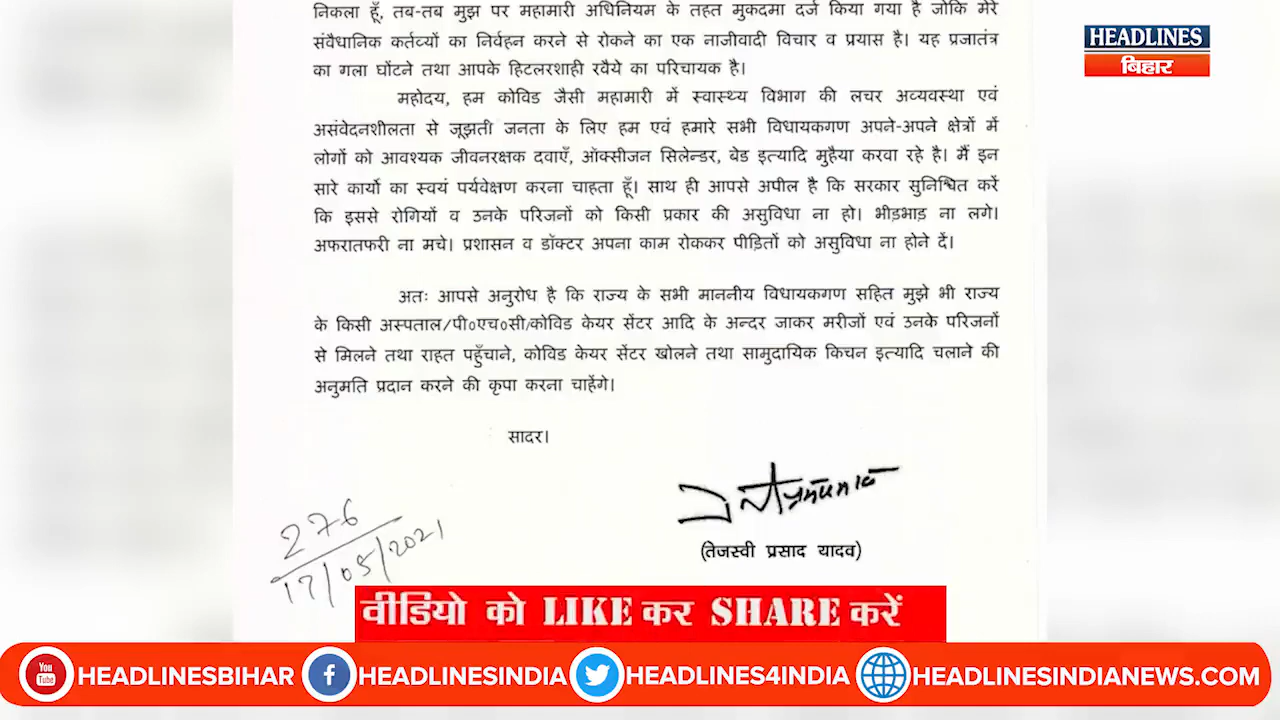 निकला हूँ, तब-तब मुझ पर महामारी अधिनियम के तहत मुकदमा दर्ज किया गया है जोकि मेरे
संवैधानिक कर्तव्यों का निर्वहन करने से रोकने का एक नाजीवादी विचार व प्रयास है। यह प्रजातंत्र
का गला घोंटने तथा आपके हिटलरशाही रवैये का परिचायक है।
महोदय, हम कोविड जैसी महामारी में स्वास्थ्य विभाग की लचर अव्यवस्था एवं
असंवेदनशीलता से जूझती जनता के लिए हम एवं हमारे सभी विधायकगण अपने-अपने क्षेत्रों में
लोगों को आवश्यक जीवनरक्षक दवाएँ, ऑक्सीजन सिलेन्डर, बेड इत्यादि मुहैया करवा रहे है। मैं इन
सारे कार्यो का स्वयं पर्यवेक्षण करना चाहता हूँ। साथ ही आपसे अपील है कि सरकार सुनिश्चित करें
कि इससे रोगियों व उनके परिजनों को किसी प्रकार की असुविधा ना हो। भीड़भाड़ ना लगे।
अफरातफरी ना मचे। प्रशासन व डॉक्टर अपना काम रोककर पीड़ितों को असुविधा ना होने दें।
अतः आपसे अनुरोध है कि राज्य के सभी माननीय विधायकगण सहित मुझे भी राज्य
के किसी अस्पताल/पी०एच०सी/कोविड केयर सेंटर आदि के अन्दर जाकर मरीजों एवं उनके परिजनों
से मिलने तथा राहत पहुँचाने, कोविड केयर सेंटर खोलने तथा सामुदायिक किचन इत्यादि चलाने की
अनुमति प्रदान करने की कृपा करना चाहेंगे।
सादर।
(तेजस्वी प्रसाद यादव)
276
17/05/2021
HEADLINES
बिहार
वीडियो को LIKE कर SHARE करें
You Tube HEADLINESBIHAR f HEADLINESINDIA HEADLINES4INDIA HEADLINESINDIANEWS.COM